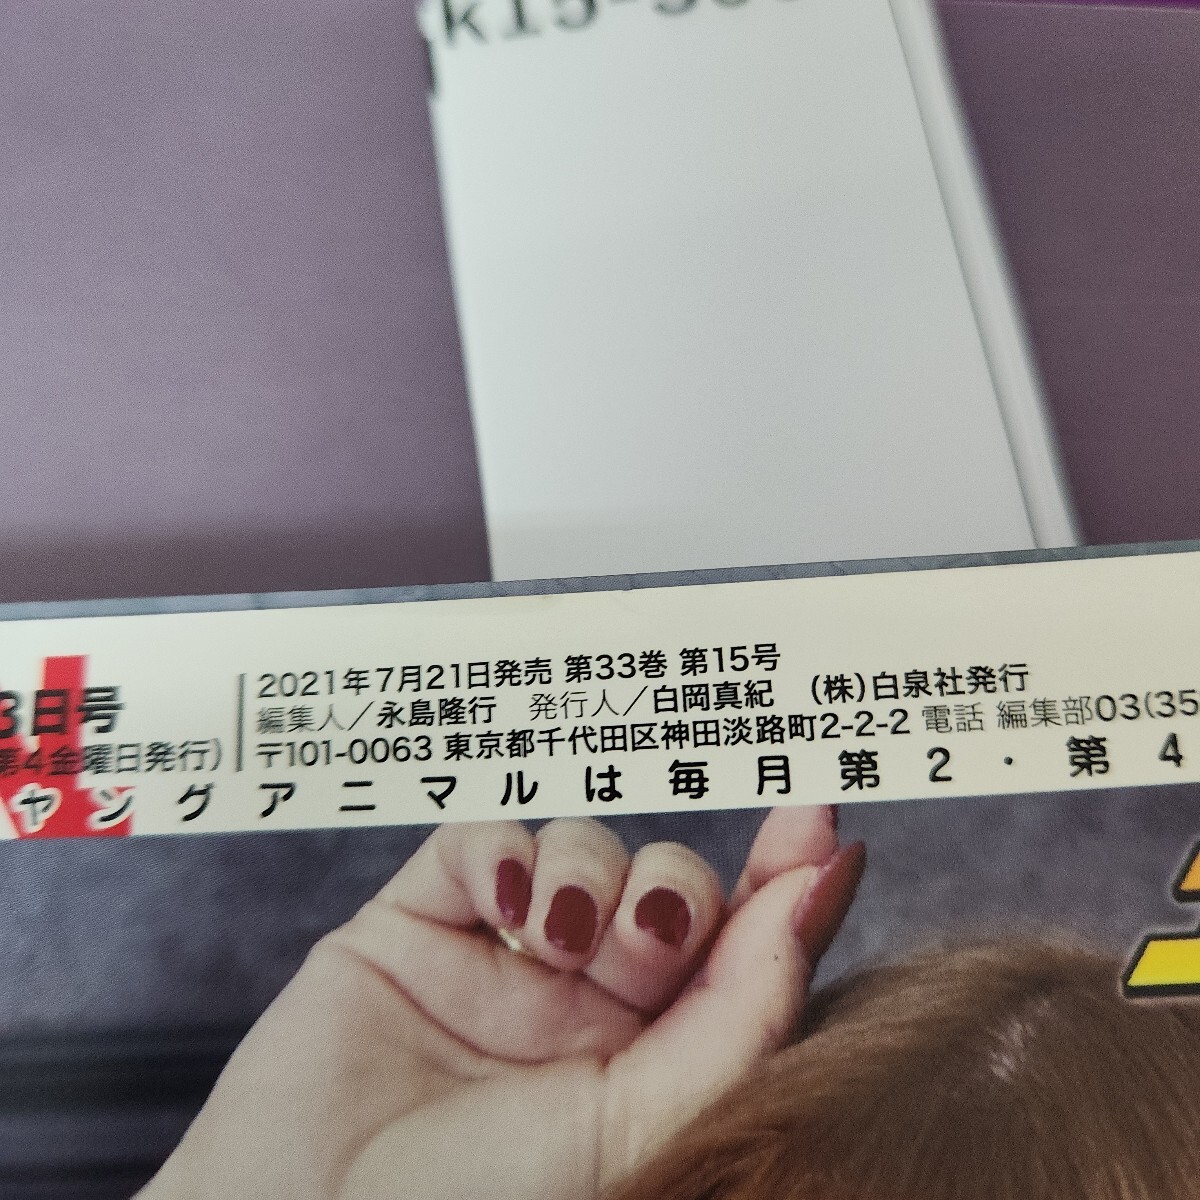 k15-
3日号
第4金曜日発行)
2021年7月21日発売 第33巻 第15号
編集人／永島隆行 発行人／白岡真紀 (株)白泉社発行
〒101-0063 東京都千代田区神田淡路町2-2-2 電話 編集部03(35
ヤングアニマルは毎月第2・第4